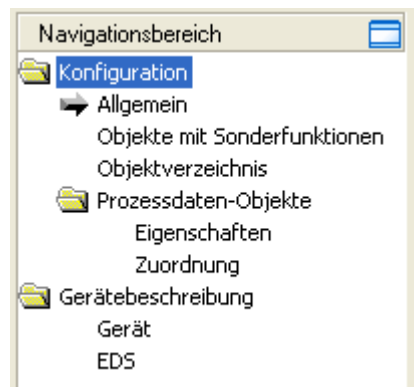 Navigationsbereich
Konfiguration
Allgemein
Objekte mit Sonderfunktionen
Objektverzeichnis
Prozessdaten-Objekte
Eigenschaften
Zuordnung
Gerätebeschreibung
Gerät
EDS